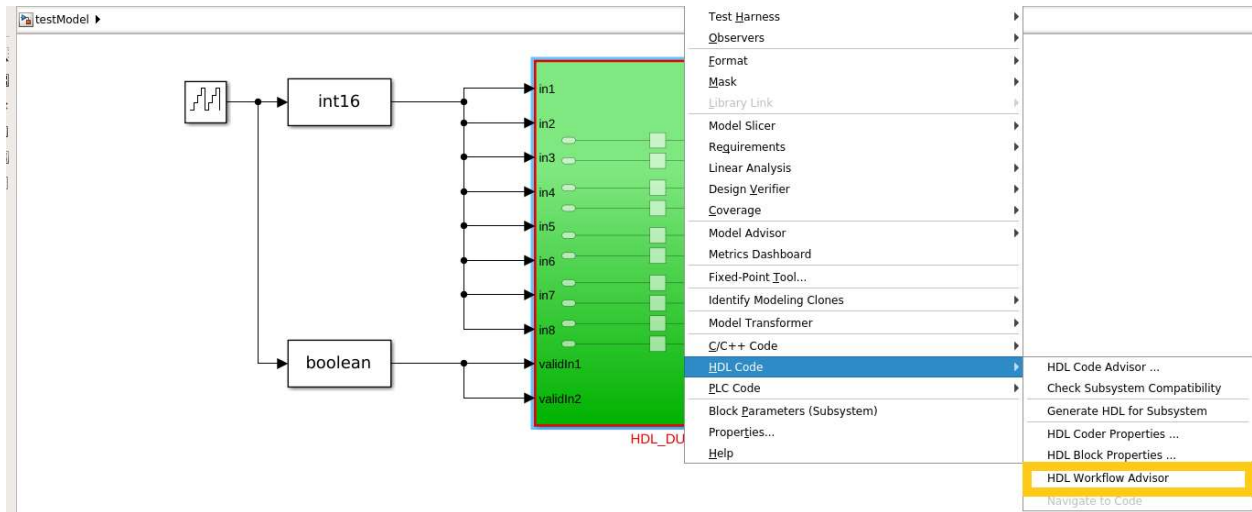 testModel
int16
boolean
in1
in2
in3
in4
in5
in6
in7
in8
validIn1
validIn2
HDL_DU
Test Harness
Observers
Format
Mask
Library Link
Model Slicer
Requirements
Linear Analysis
Design Verifier
Coverage
Model Advisor
Metrics Dashboard
Fixed-Point Tool...
Identify Modeling Clones
Model Transformer
C/C++ Code
HDL Code
PLC Code
Block Parameters (Subsystem)
Properties...
Help
HDL Code Advisor ...
Check Subsystem Compatibility
Generate HDL for Subsystem
HDL Coder Properties ...
HDL Block Properties ...
HDL Workflow Advisor
Navigate to Code